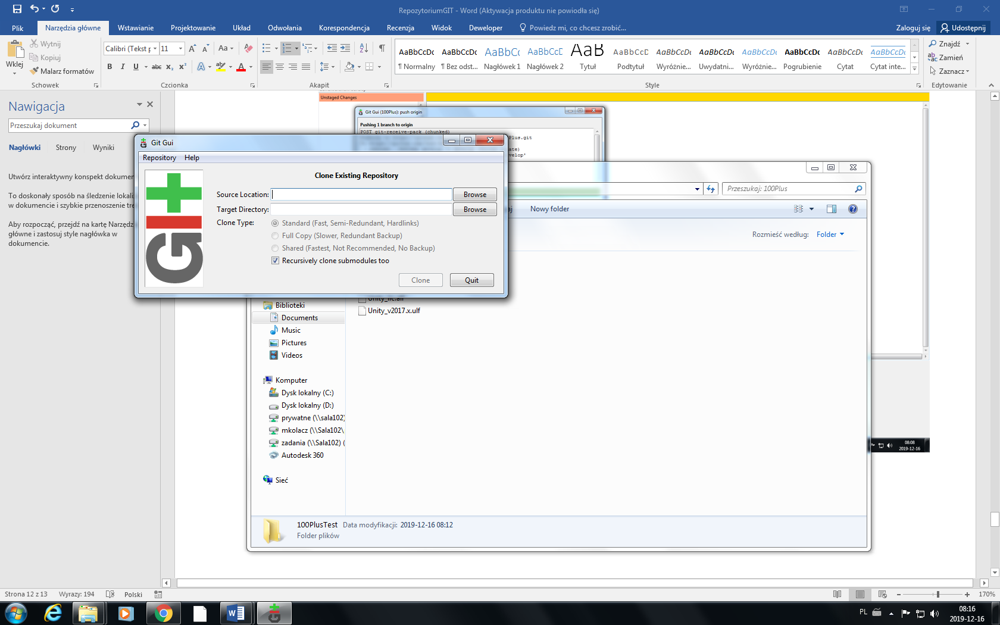 RepozytoriumGIT - Word (Aktywacja produktu nie powiodła się)
Plik Narzędzia główne Wstawianie Projektowanie Układ Odwołania Korespondencja Recenzja Widok Deweloper Powiedz mi, co chcesz zrobić... Zaloguj się Udostępnij
Wklej
Wytnij
Kopiuj
Malarz formatów
Schowek
Calibri (Tekst p 11
Czcionka
Akapit
AaBbCcDc AaBbCcDc AaBbCc AaBbCcD AaB AaBbCcD AaBbCcDc AaBbCcDc AaBbCcDc AaBbCcDc AaBbCcDc AaBbCcDc
¶ Normalny ¶ Bez odst... Nagłówek 1 Nagłówek 2 Tytuł Podtytuł Wyróżnie... Uwydatni... Wyróżnie... Pogrubienie Cytat Cytat inte...
Style
Znajdź
Zamień
Zaznacz
Edytowanie
Nawigacja
Przeszukaj dokument
Nagłówki Strony Wyniki
Utwórz interaktywny konspekt dokumen
To doskonały sposób na śledzenie lokali
w dokumencie i szybkie przenoszenie tre
Aby rozpocząć, przejdź na kartę Narzędz
główne i zastosuj style nagłówka w
dokumencie.
Unstaged Changes
Git Gui (100Plus): push origin
Pushing 1 branch to origin
POST git-receive-pack (chunked)
Plus.git
ate)
velop'
Git Gui
Repository Help
Clone Existing Repository
Source Location: Browse
Target Directory: Browse
Clone Type: Standard (Fast, Semi-Redundant, Hardlinks)
Full Copy (Slower, Redundant Backup)
Shared (Fastest, Not Recommended, No Backup)
Recursively clone submodules too
Clone Quit
Git
Przeszukaj: 100Plus
aj Nowy folder
Rozmieść według: Folder
Unity_v2017.x.ulf
Biblioteki
Documents
Music
Pictures
Videos
Komputer
Dysk lokalny (C:)
Dysk lokalny (D:)
prywatne (\\sala102)
mkolacz (\\Sala102\
zadania (\\Sala102) (
Autodesk 360
Sieć
100PlusTest Data modyfikacji: 2019-12-16 08:12
Folder plików
08:08
2019-12-16
Strona 12 z 13 Wyrazy: 194 Polski 170%
PL 08:16
2019-12-16